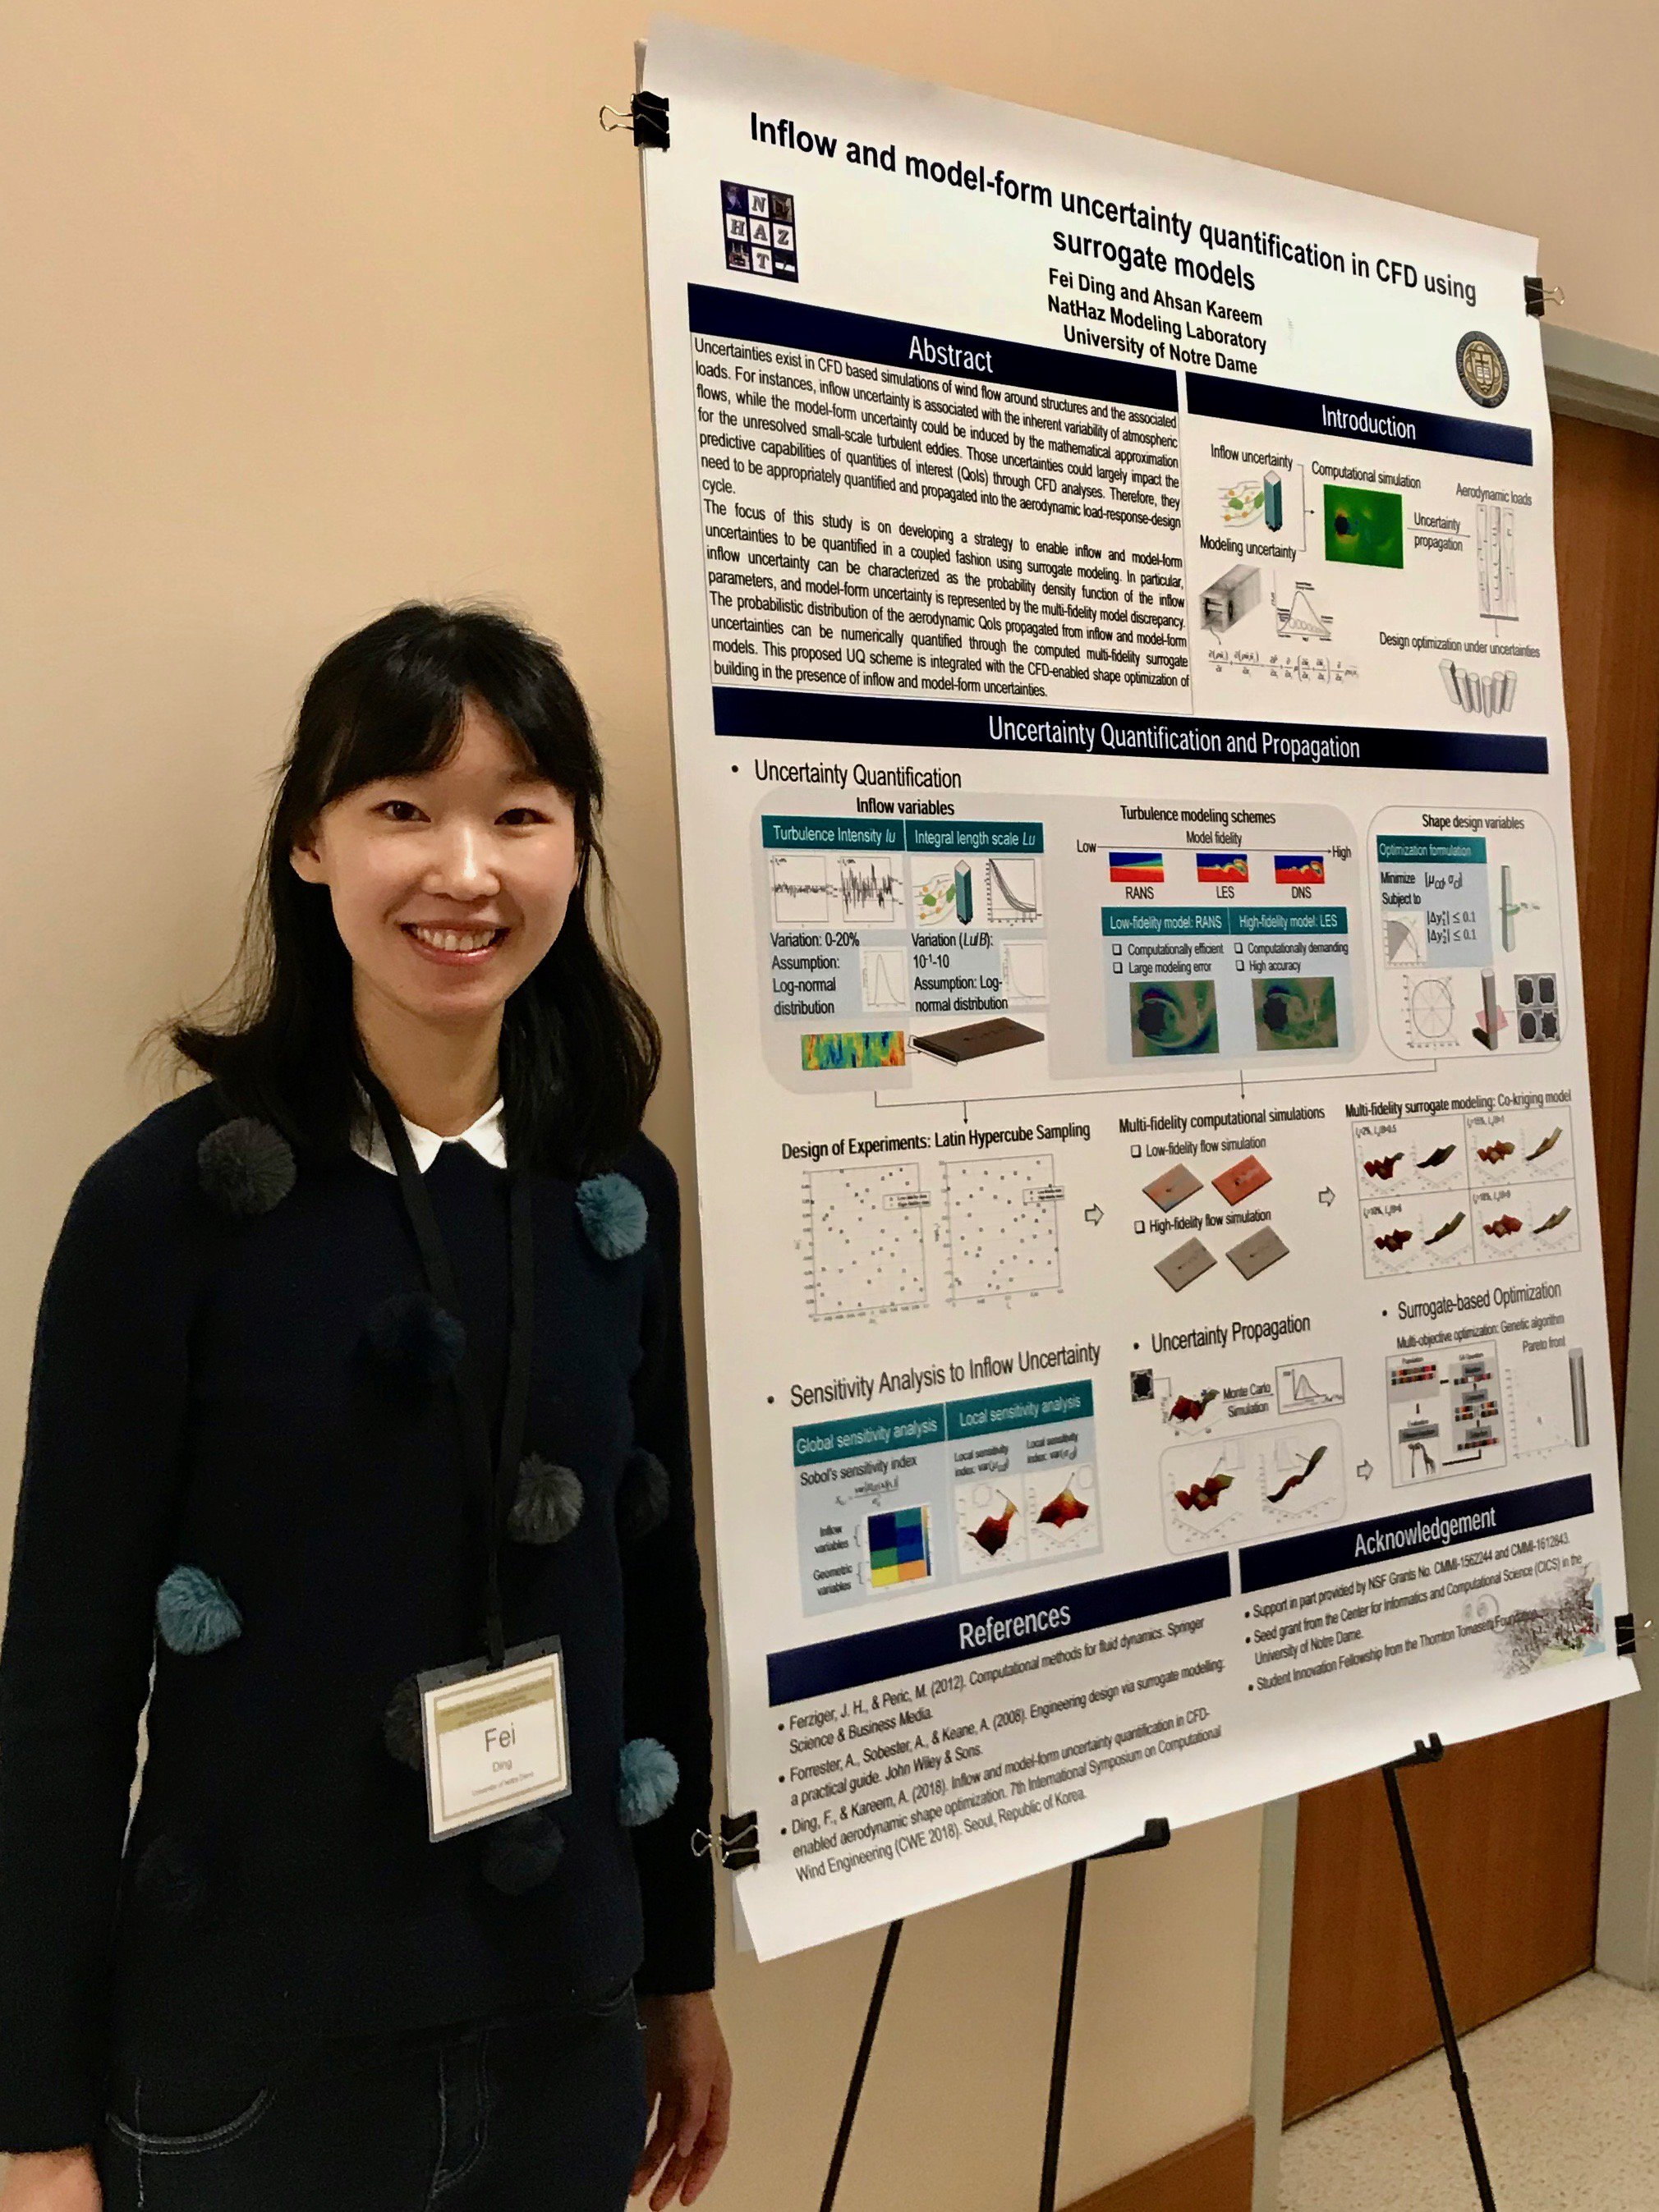 Inflow and model-form uncertainty quantification in CFD using
surrogate models
Fei Ding and Ahsan Kareem
NatHaz Modeling Laboratory
University of Notre Dame
N
H A Z
T
Abstract
Uncertainties exist in CFD based simulations of wind flow around structures and the associated
loads. For instances, inflow uncertainty is associated with the inherent variability of atmospheric
flows, while the model-form uncertainty could be induced by the mathematical approximation
for the unresolved small-scale turbulent eddies. Those uncertainties could largely impact the
predictive capabilities of quantities of interest (QoIs) through CFD analyses. Therefore, they
need to be appropriately quantified and propagated into the aerodynamic load-response-design
cycle.
The focus of this study is on developing a strategy to enable inflow and model-form
uncertainties to be quantified in a coupled fashion using surrogate modeling. In particular,
inflow uncertainty can be characterized as the probability density function of the inflow
parameters, and model-form uncertainty is represented by the multi-fidelity model discrepancy.
The probabilistic distribution of the aerodynamic QoIs propagated from inflow and model-form
uncertainties can be numerically quantified through the computed multi-fidelity surrogate
models. This proposed UQ scheme is integrated with the CFD-enabled shape optimization of
building in the presence of inflow and model-form uncertainties.
Introduction
Inflow uncertainty
Computational simulation
Aerodynamic loads
Uncertainty
propagation
Modeling uncertainty
Design optimization under uncertainties
Uncertainty Quantification and Propagation
• Uncertainty Quantification
Inflow variables
Turbulence Intensity Iu
Integral length scale Lu
Variation: 0-20%
Assumption:
Log-normal
distribution
Variation (Lu/B):
10-1-10
Assumption: Log-
normal distribution
Turbulence modeling schemes
Model fidelity
Low
High
RANS
LES
DNS
Low-fidelity model: RANS
High-fidelity model: LES
❑ Computationally efficient
❑ Large modeling error
❑ Computationally demanding
❑ High accuracy
Shape design variables
Optimization formulation
Minimize
Subject to
|Δy1*| ≤ 0.1
|Δy2*| ≤ 0.1
Design of Experiments: Latin Hypercube Sampling
Multi-fidelity computational simulations
❑ Low-fidelity flow simulation
❑ High-fidelity flow simulation
Multi-fidelity surrogate modeling: Co-kriging model
• Sensitivity Analysis to Inflow Uncertainty
Global sensitivity analysis
Local sensitivity analysis
Sobol's sensitivity index
Inflow
variables
Geometric
variables
Local sensitivity
index:
Local sensitivity
index:
• Uncertainty Propagation
Monte Carlo
Simulation
• Surrogate-based Optimization
Multi-objective optimization: Genetic algorithm
Pareto front
References
• Ferziger, J. H., & Peric, M. (2012). Computational methods for fluid dynamics. Springer
Science & Business Media.
• Forrester, A., Sobester, A., & Keane, A. (2008). Engineering design via surrogate modelling:
a practical guide. John Wiley & Sons.
• Ding, F., & Kareem, A. (2018). Inflow and model-form uncertainty quantification in CFD-
enabled aerodynamic shape optimization. 7th International Symposium on Computational
Wind Engineering (CWE 2018). Seoul, Republic of Korea.
Acknowledgement
• Support in part provided by NSF Grants No. CMMI-1562244 and CMMI-1612843.
• Seed grant from the Center for Informatics and Computational Science (CICS) in the
University of Notre Dame.
• Student Innovation Fellowship from the Thornton Tomasetti Foundation
Fei
Ding
University of Notre Dame